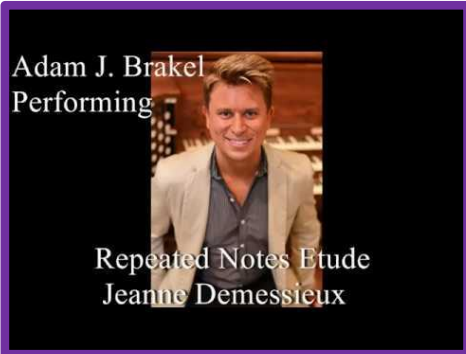 Adam J. Brakel
Performing
Repeated Notes Etude
Jeanne Demessieux